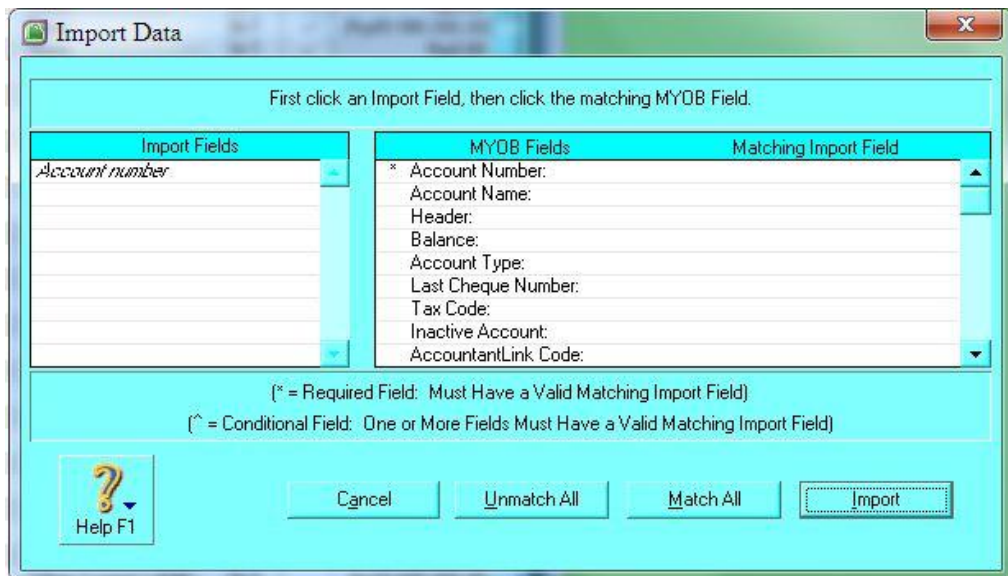 Import Data
First click an Import Field, then click the matching MYOB Field.
Import Fields
Account number
MYOB Fields Matching Import Field
* Account Number:
Account Name:
Header:
Balance:
Account Type:
Last Cheque Number:
Tax Code:
Inactive Account:
AccountantLink Code:
(* = Required Field: Must Have a Valid Matching Import Field)
(^ = Conditional Field: One or More Fields Must Have a Valid Matching Import Field)
Help F1
Cancel Unmatch All Match All Import